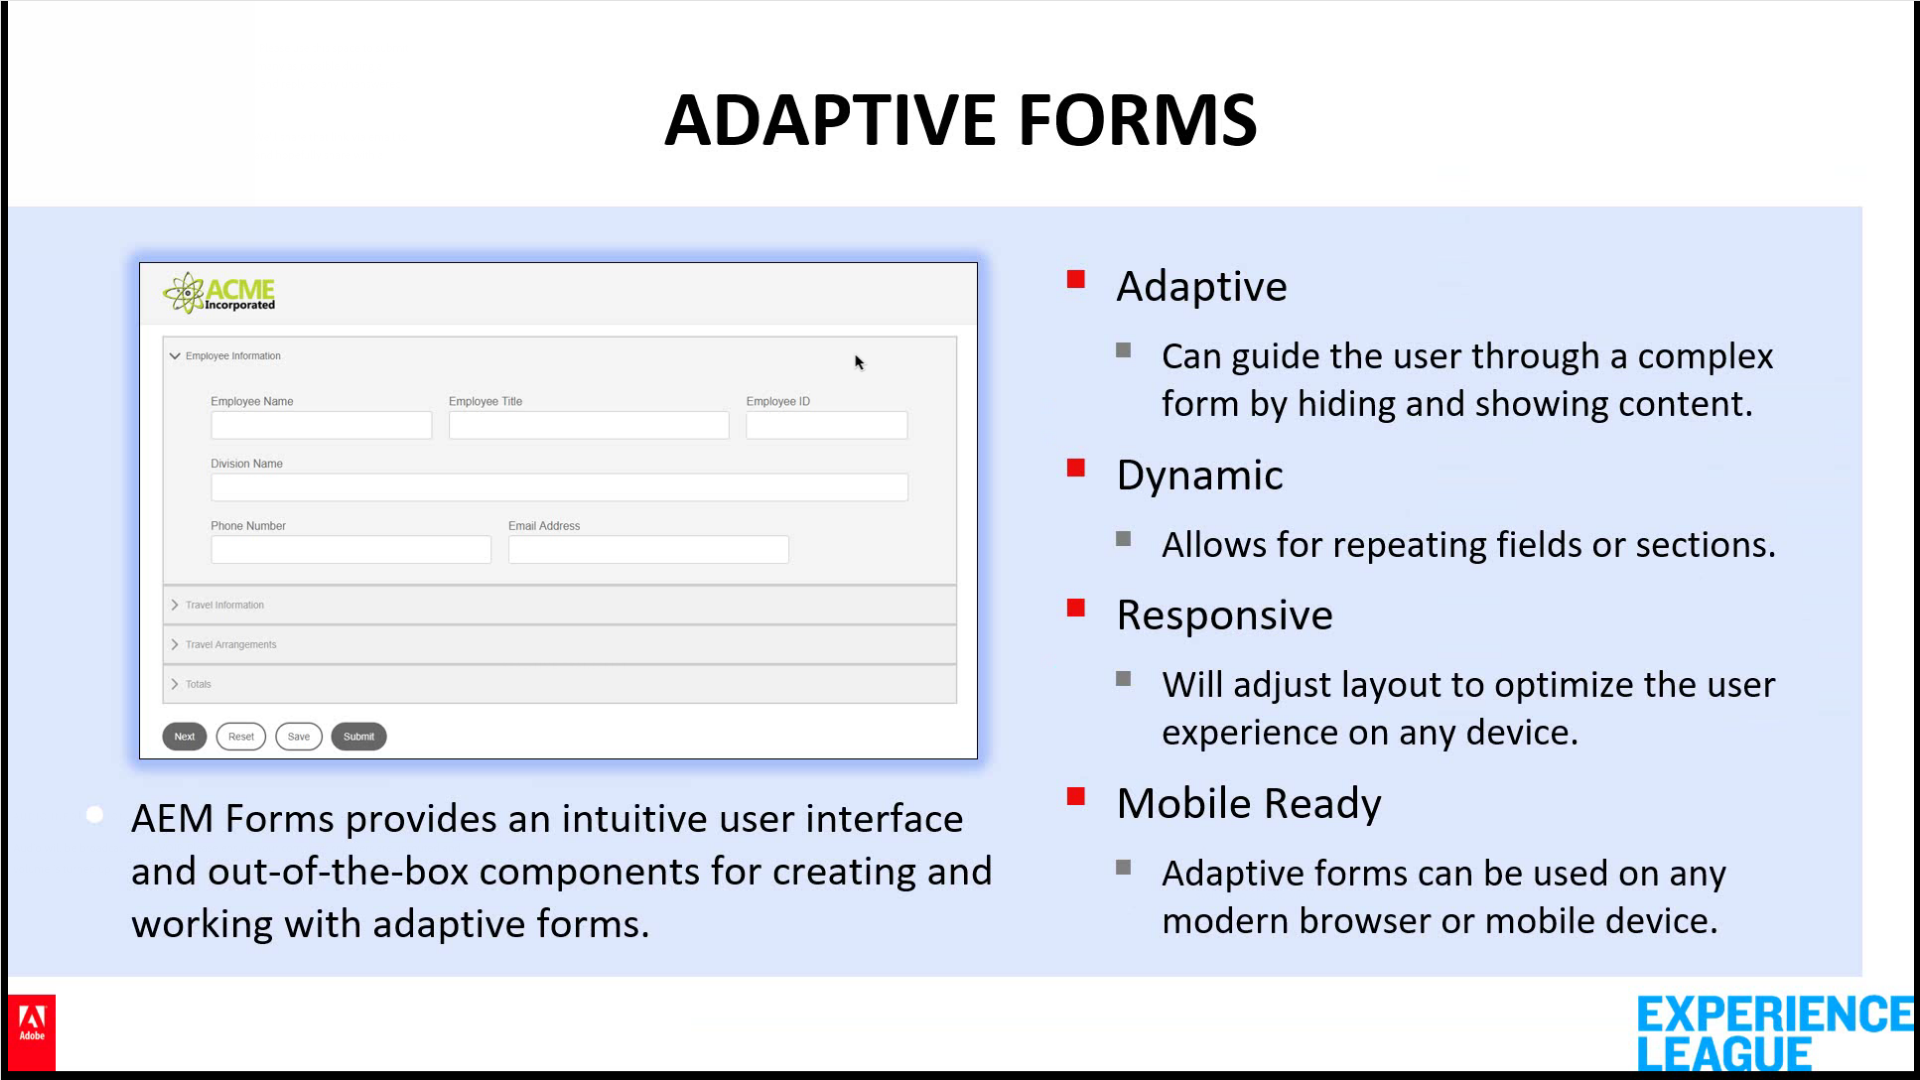 ADAPTIVE FORMS
ACME
Incorporated
Employee Information
Employee Name Employee Title Employee ID
Division Name
Phone Number Email Address
Travel Information
Travel Arrangements
Totals
Next Reset Save Submit
AEM Forms provides an intuitive user interface
and out-of-the-box components for creating and
working with adaptive forms.
Adaptive
Can guide the user through a complex
form by hiding and showing content.
Dynamic
Allows for repeating fields or sections.
Responsive
Will adjust layout to optimize the user
experience on any device.
Mobile Ready
Adaptive forms can be used on any
modern browser or mobile device.
Adobe
EXPERIENCE
LEAGUE